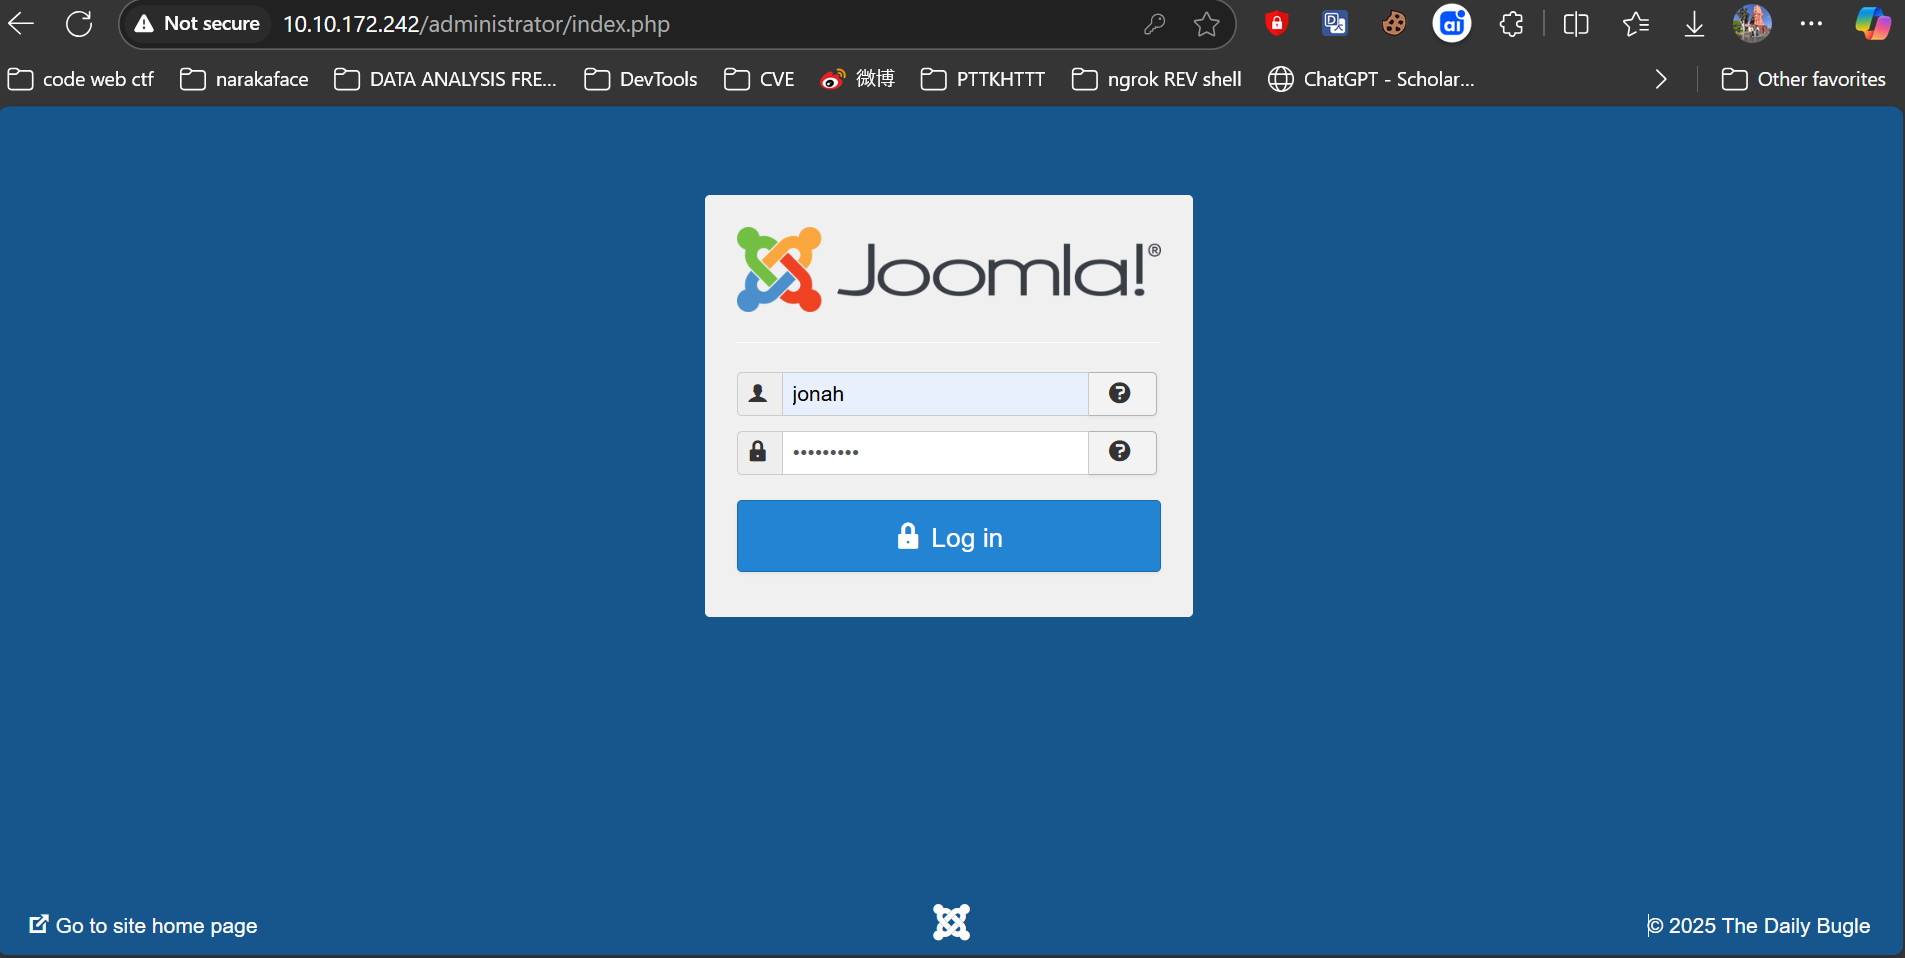 Not secure 10.10.172.242/administrator/index.php
code web ctf narakaface DATA ANALYSIS FRE... DevTools CVE 微博 PTTKHTTT ngrok REV shell ChatGPT - Scholar... Other favorites
Joomla!®
jonah
•••••••••
Log in
Go to site home page
© 2025 The Daily Bugle